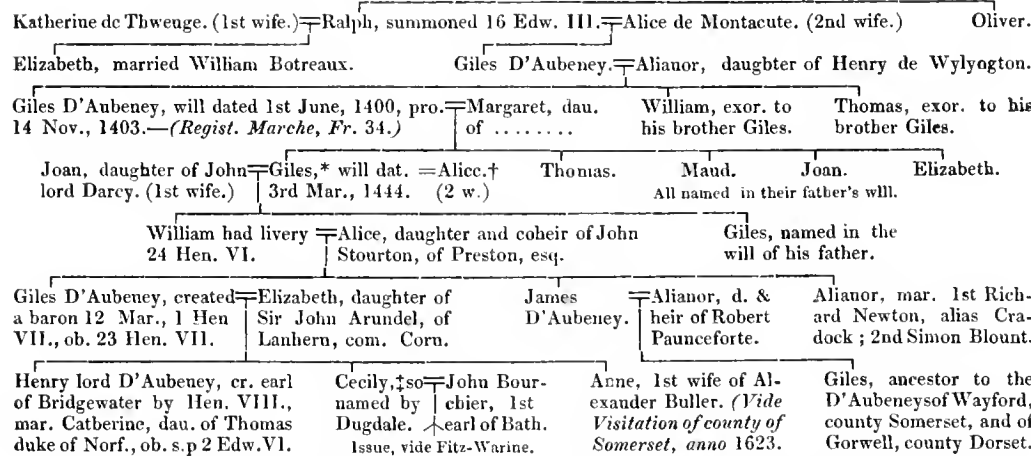 Katherine de Thwenge. (1st wife.)╤Ralph, summoned 16 Edw. III.╤Alice de Montacute. (2nd wife.) Oliver.
Elizabeth, married William Botreaux. Giles D'Aubeney.╤Alianor, daughter of Henry de Wylyngton.
Giles D'Aubeney, will dated 1st June, 1400, pro.╤Margaret, dau. William, exor. to Thomas, exor. to his
14 Nov., 1403.—(Regist. Marche, Fr. 34.) of ........ his brother Giles. brother Giles.
Joan, daughter of John╤Giles,* will dat. =Alice.† Thomas. Maud. Joan. Elizabeth.
lord Darcy. (1st wife.) 3rd Mar., 1444. (2 w.) All named in their father's will.
William had livery ╤Alice, daughter and coheir of John Giles, named in the
24 Hen. VI. Stourton, of Preston, esq. will of his father.
Giles D'Aubeney, created╤Elizabeth, daughter of James ╤Alianor, d. & Alianor, mar. 1st Rich-
a baron 12 Mar., 1 Hen Sir John Arundel, of D'Aubeney. heir of Robert ard Newton, alias Cra-
VII., ob. 23 Hen. VII. Lanhern, com. Corn. Paunceforte. dock ; 2nd Simon Blount.
Henry lord D'Aubeney, cr. earl Cecily,‡so╤John Bour- Anne, 1st wife of Al- Giles, ancestor to the
of Bridgewater by Hen. VIII., named by chier, 1st exander Buller. (Vide D'Aubeneysof Wayford,
mar. Catherine, dau. of Thomas Dugdale. earl of Bath. Visitation of county of county Somerset, and of
duke of Norf., ob. s.p 2 Edw.VI. Issue, vide Fitz-Warine. Somerset, anno 1623. Gorwell, county Dorset.